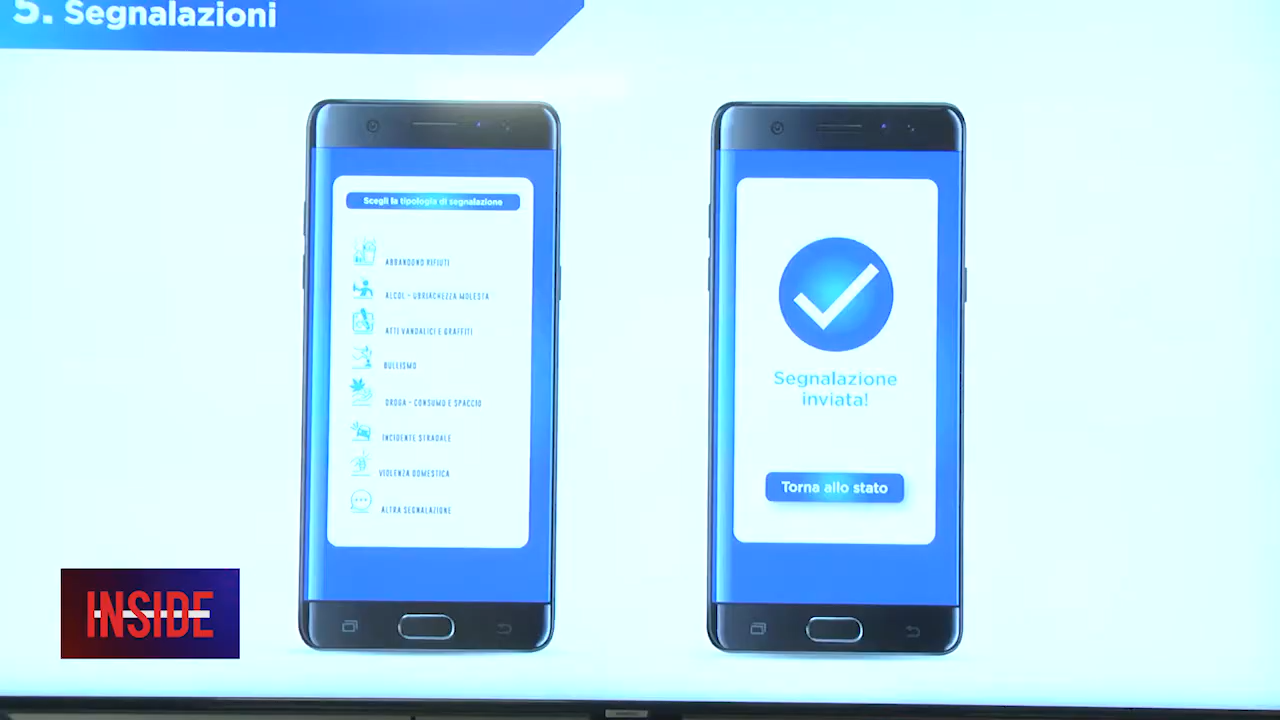 5. Segnalazioni
Scegli la tipologia di segnalazione
ABBANDONO RIFIUTI
ALCOL - UBRIACHEZZA MOLESTA
ATTI VANDALICI E GRAFFITI
BULLISMO
DROGA - CONSUMO E SPACCIO
INCIDENTE STRADALE
VIOLENZA DOMESTICA
ALTRA SEGNALAZIONE
Segnalazione
inviata!
Torna allo stato
INSIDE